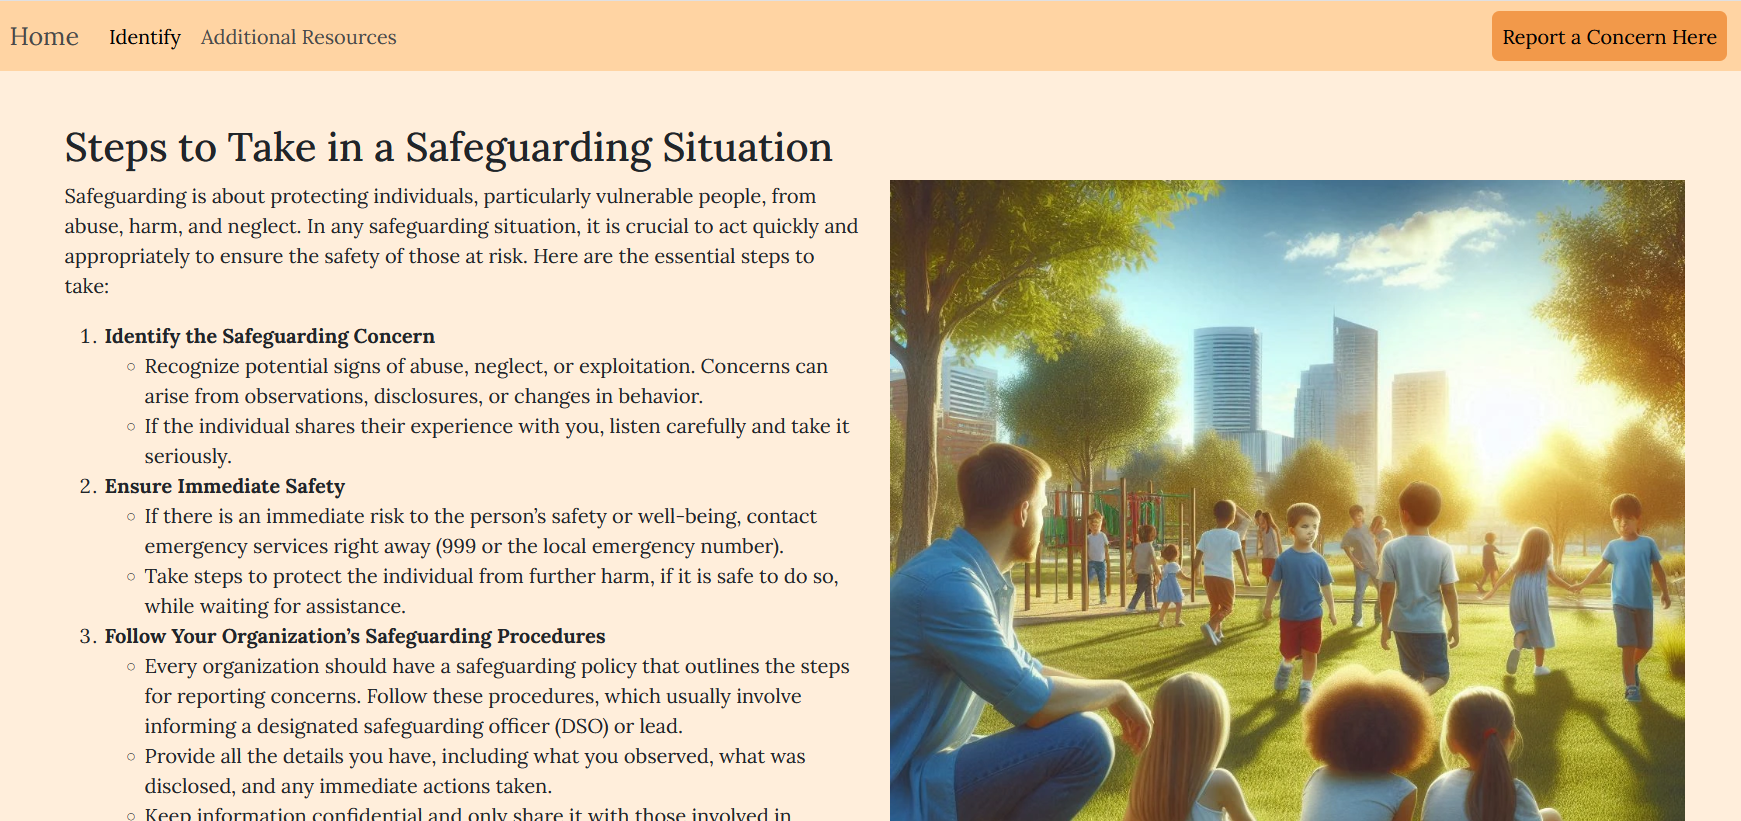 Home Identify Additional Resources Report a Concern Here
Steps to Take in a Safeguarding Situation
Safeguarding is about protecting individuals, particularly vulnerable people, from
abuse, harm, and neglect. In any safeguarding situation, it is crucial to act quickly and
appropriately to ensure the safety of those at risk. Here are the essential steps to
take:
1. Identify the Safeguarding Concern
◦ Recognize potential signs of abuse, neglect, or exploitation. Concerns can
arise from observations, disclosures, or changes in behavior.
◦ If the individual shares their experience with you, listen carefully and take it
seriously.
2. Ensure Immediate Safety
◦ If there is an immediate risk to the person’s safety or well-being, contact
emergency services right away (999 or the local emergency number).
◦ Take steps to protect the individual from further harm, if it is safe to do so,
while waiting for assistance.
3. Follow Your Organization’s Safeguarding Procedures
◦ Every organization should have a safeguarding policy that outlines the steps
for reporting concerns. Follow these procedures, which usually involve
informing a designated safeguarding officer (DSO) or lead.
◦ Provide all the details you have, including what you observed, what was
disclosed, and any immediate actions taken.
◦ Keep information confidential and only share it with those involved in